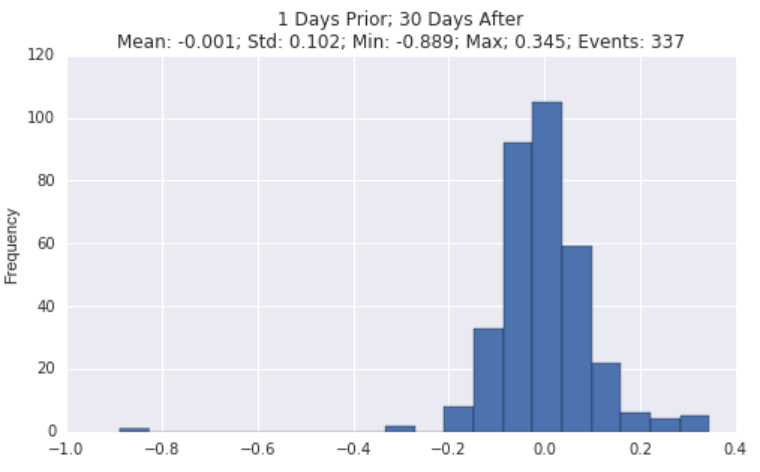 1 Days Prior; 30 Days After
Mean: -0.001; Std: 0.102; Min: -0.889; Max; 0.345; Events: 337
120
100
80
60
40
20
0
Frequency
−1.0 −0.8 −0.6 −0.4 −0.2 0.0 0.2 0.4